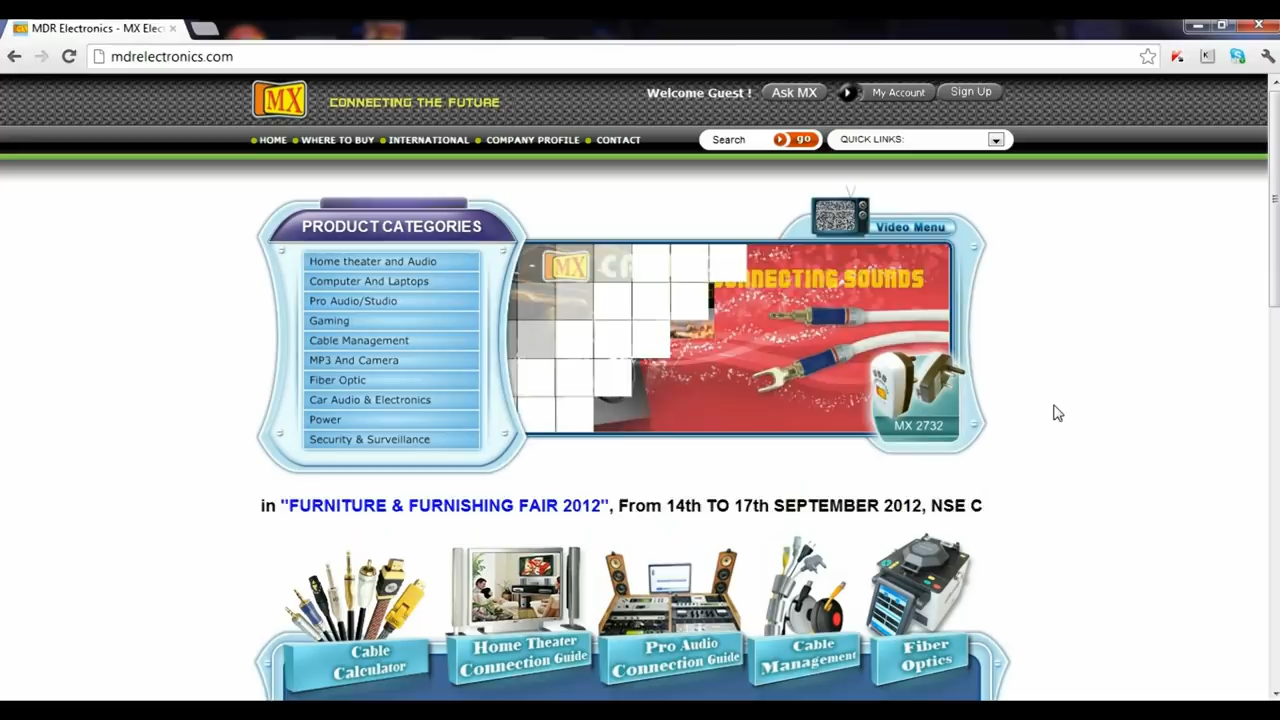 MDR Electronics - MX Elec
mdrelectronics.com
MX
CONNECTING THE FUTURE
Welcome Guest !
Ask MX
My Account
Sign Up
HOME
WHERE TO BUY
INTERNATIONAL
COMPANY PROFILE
CONTACT
Search
go
QUICK LINKS:
PRODUCT CATEGORIES
Home theater and Audio
Computer And Laptops
Pro Audio/Studio
Gaming
Cable Management
MP3 And Camera
Fiber Optic
Car Audio & Electronics
Power
Security & Surveillance
Video Menu
MX
CONNECTING SOUNDS
MX 2732
in "FURNITURE & FURNISHING FAIR 2012", From 14th TO 17th SEPTEMBER 2012, NSE C
Cable
Calculator
Home Theater
Connection Guide
Pro Audio
Connection Guide
Cable
Management
Fiber
Optics